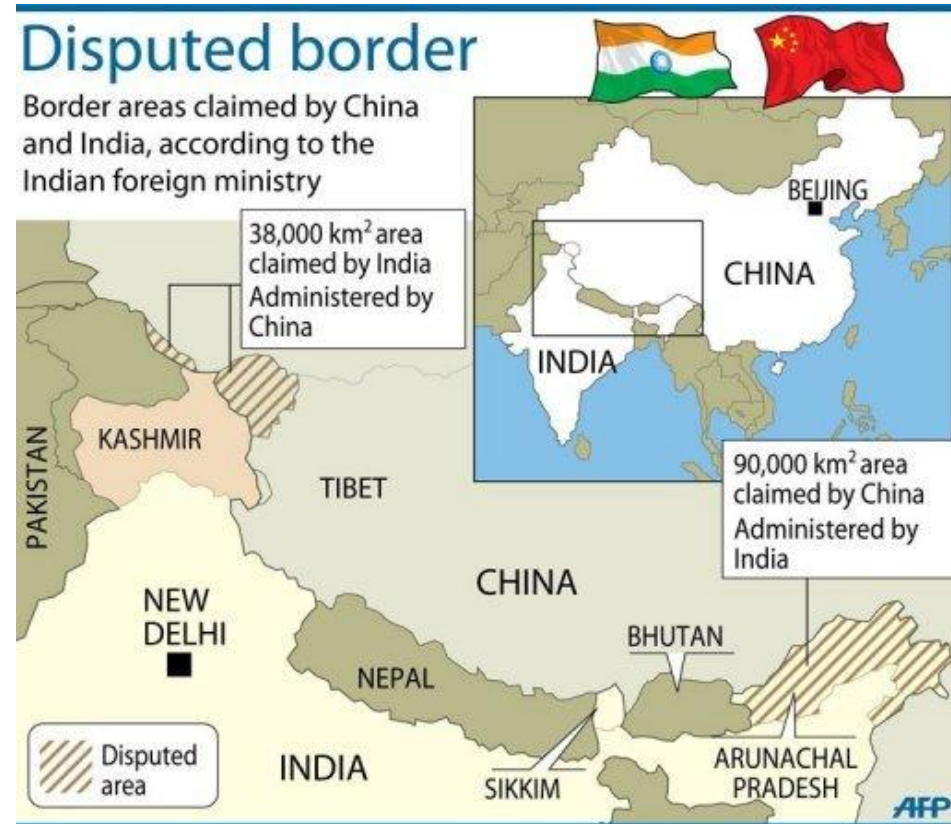 Disputed border
Border areas claimed by China
and India, according to the
Indian foreign ministry
38,000 km² area
claimed by India
Administered by
China
BEIJING
CHINA
INDIA
90,000 km² area
claimed by China
Administered by
India
PAKISTAN
KASHMIR
TIBET
CHINA
NEW
DELHI
NEPAL
BHUTAN
INDIA
SIKKIM
ARUNACHAL
PRADESH
Disputed
area
AFP